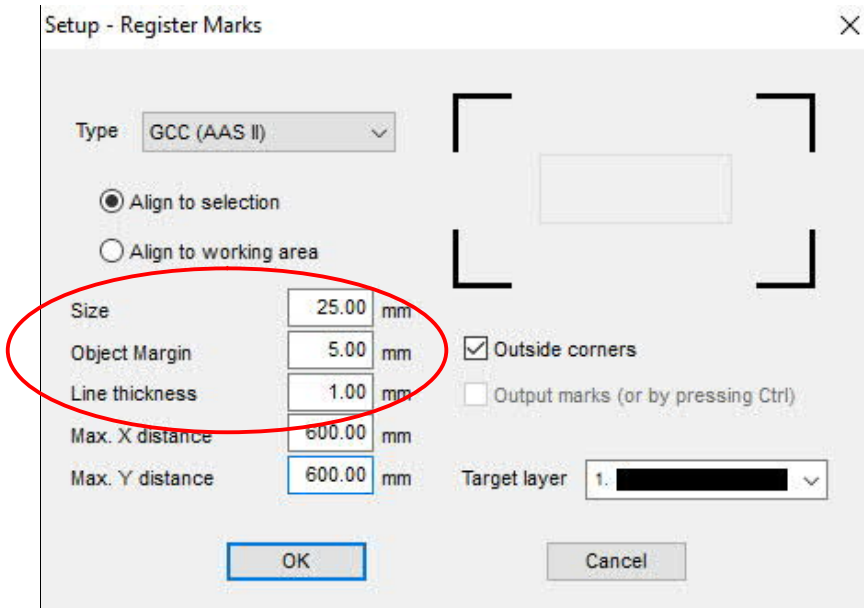 Setup - Register Marks
Type GCC (AAS II)
Align to selection
Align to working area
Size 25.00 mm
Object Margin 5.00 mm
Line thickness 1.00 mm
Max. X distance 600.00 mm
Max. Y distance 600.00 mm
Outside corners
Output marks (or by pressing Ctrl)
Target layer 1.
OK
Cancel